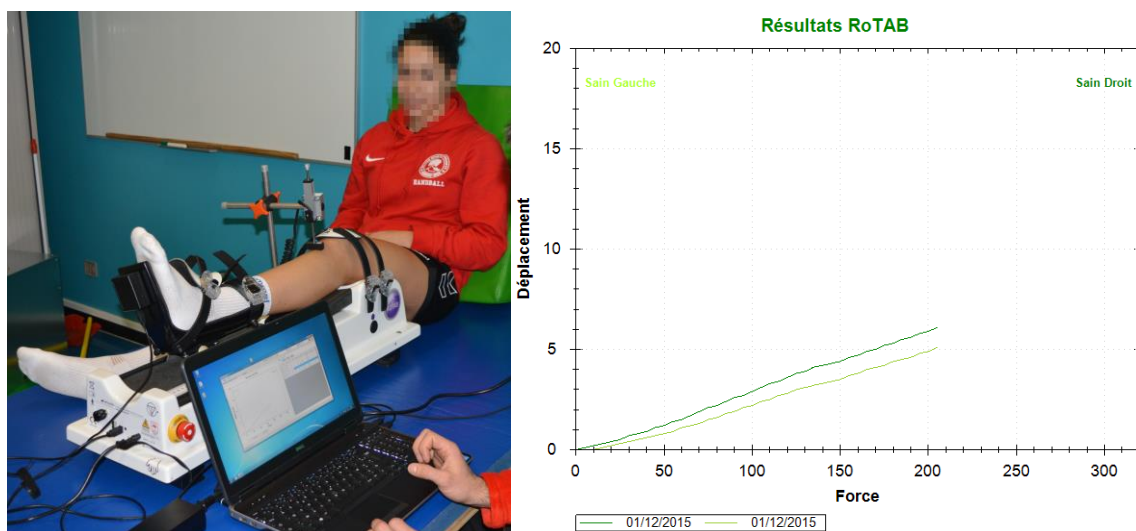 HANDBALL
Résultats RoTAB
20
15
10
5
0
Déplacement
Sain Gauche
Sain Droit
0 50 100 150 200 250 300
Force
01/12/2015 01/12/2015